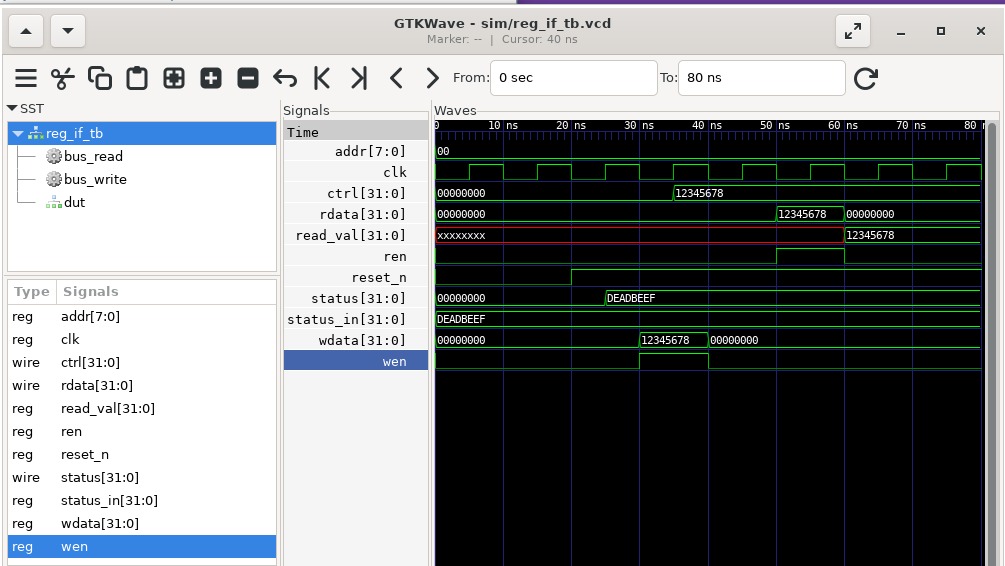 GTKWave - sim/reg_if_tb.vcd
Marker: -- | Cursor: 40 ns
From: 0 sec To: 80 ns
SST
reg_if_tb
bus_read
bus_write
dut
Type Signals
reg addr[7:0]
reg clk
wire ctrl[31:0]
wire rdata[31:0]
reg read_val[31:0]
reg ren
reg reset_n
wire status[31:0]
reg status_in[31:0]
reg wdata[31:0]
reg wen
Signals
Time
addr[7:0]
clk
ctrl[31:0]
rdata[31:0]
read_val[31:0]
ren
reset_n
status[31:0]
status_in[31:0]
wdata[31:0]
wen
Waves
0 10 ns 20 ns 30 ns 40 ns 50 ns 60 ns 70 ns 80
00
00000000 12345678
00000000 12345678 00000000
xxxxxxxx 12345678
00000000 DEADBEEF
DEADBEEF
00000000 12345678 00000000